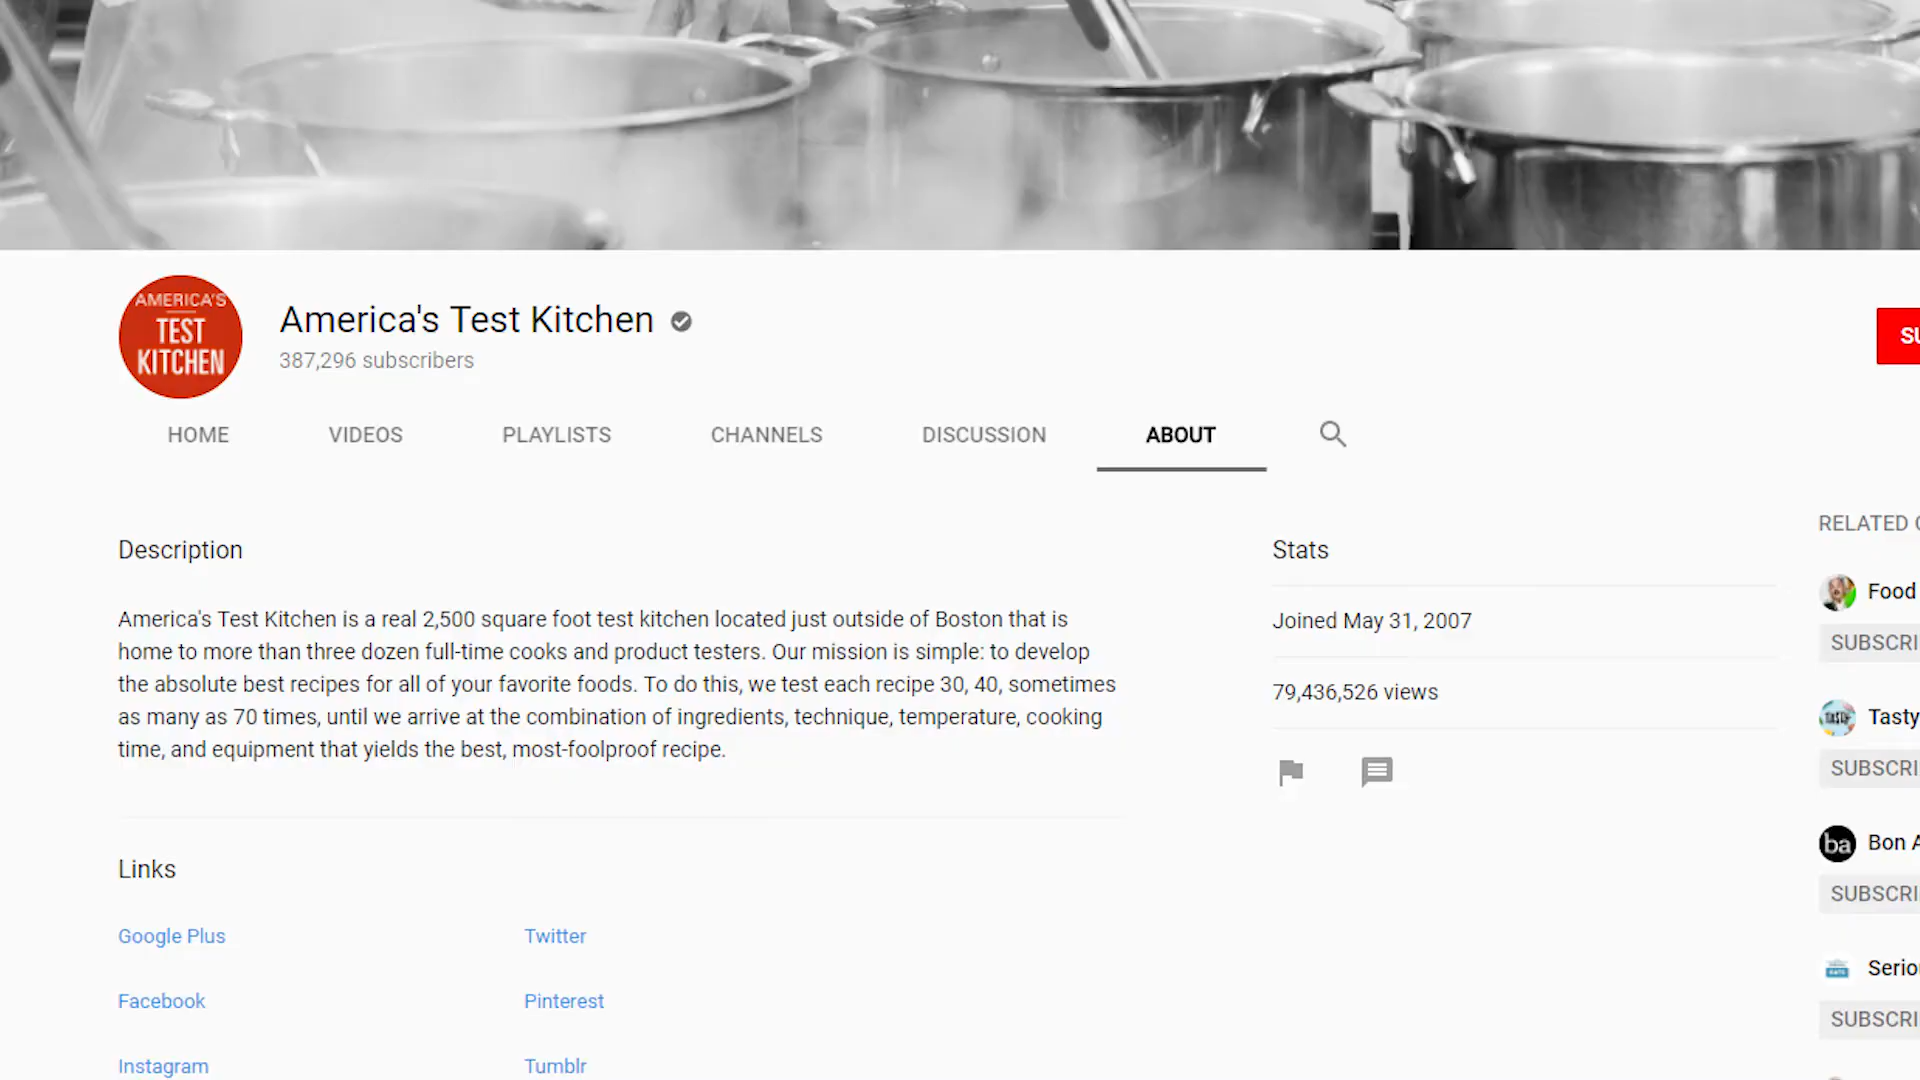 AMERICA'S
TEST
KITCHEN
America's Test Kitchen
387,296 subscribers
SU
HOME VIDEOS PLAYLISTS CHANNELS DISCUSSION ABOUT
Description
America's Test Kitchen is a real 2,500 square foot test kitchen located just outside of Boston that is
home to more than three dozen full-time cooks and product testers. Our mission is simple: to develop
the absolute best recipes for all of your favorite foods. To do this, we test each recipe 30, 40, sometimes
as many as 70 times, until we arrive at the combination of ingredients, technique, temperature, cooking
time, and equipment that yields the best, most-foolproof recipe.
Links
Google Plus Twitter
Facebook Pinterest
Instagram Tumblr
Stats
Joined May 31, 2007
79,436,526 views
RELATED
Food
SUBSCRI
TASTY
Tasty
SUBSCRI
ba
Bon A
SUBSCRI
Serio
SUBSCRI